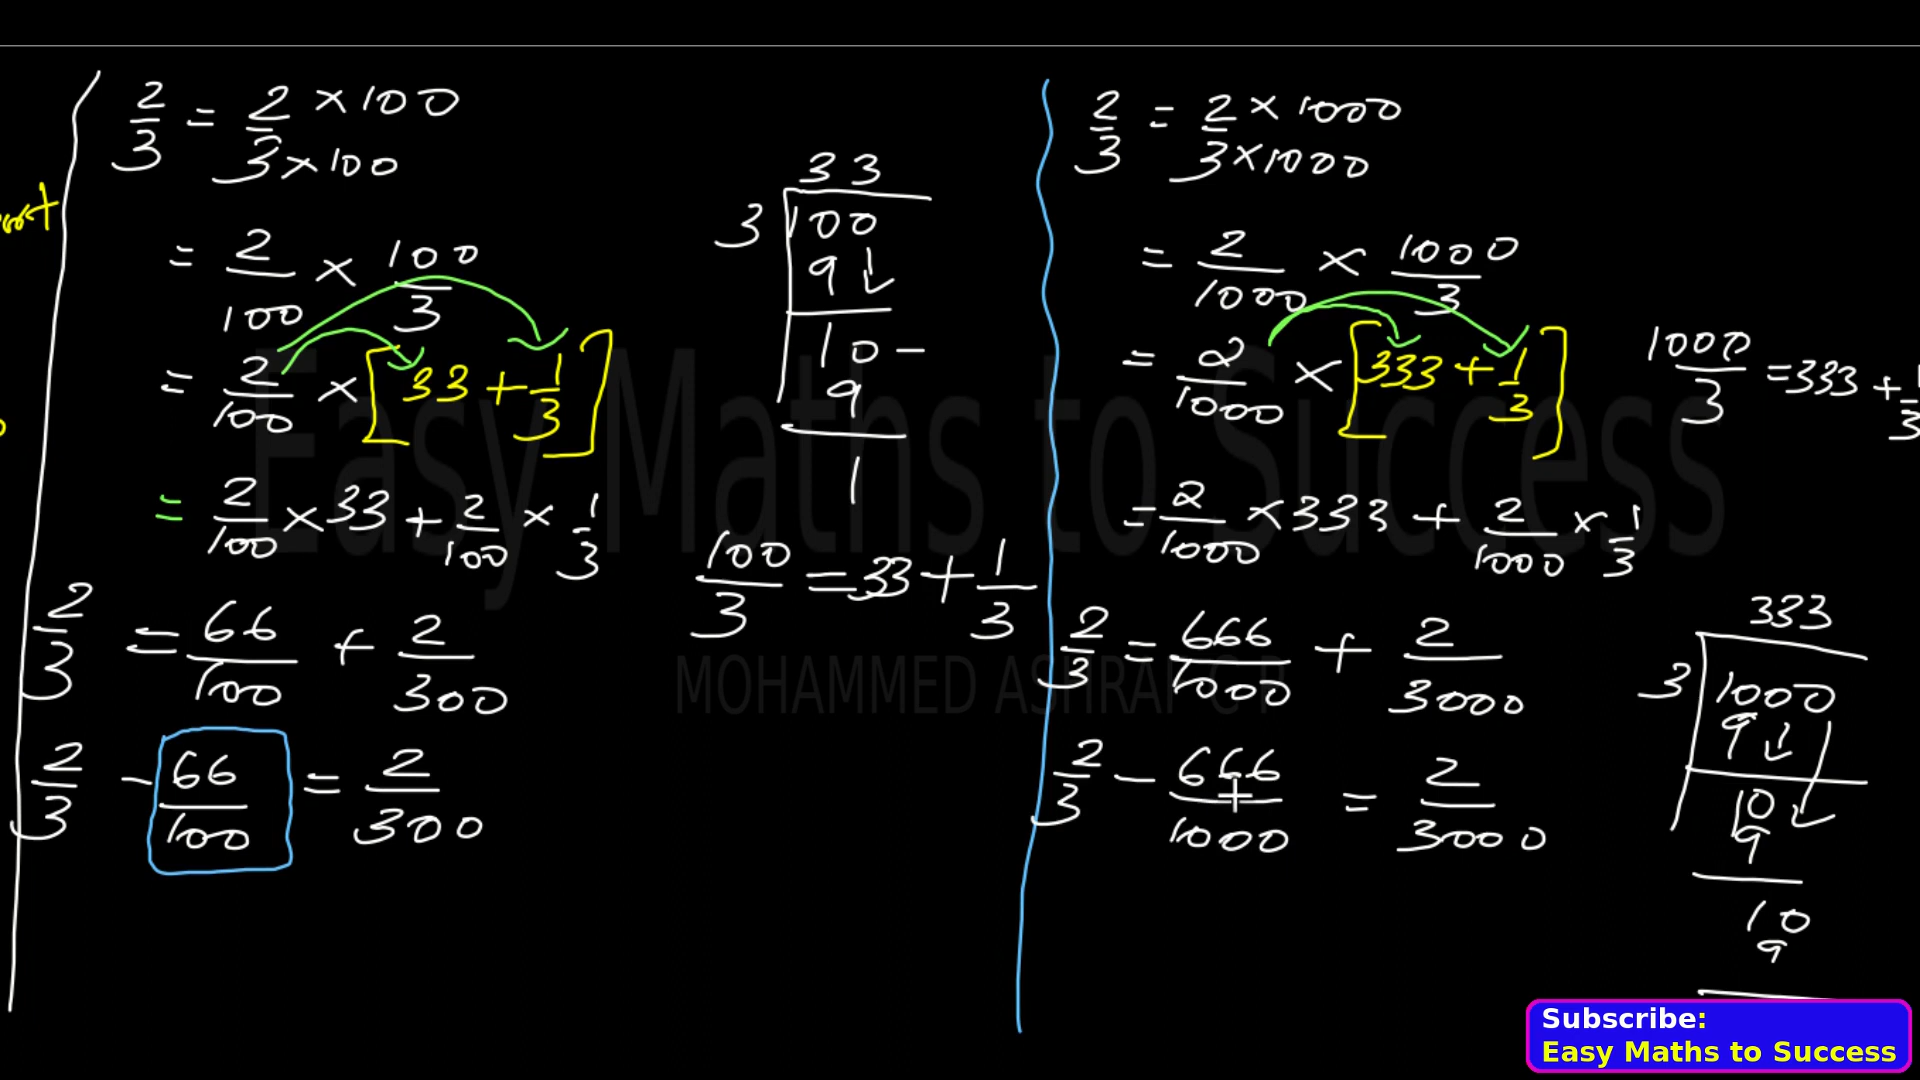 2/3 = 2 × 100 / 3 × 100
= 2/100 × 100/3
= 2/100 × [33 + 1/3]
= 2/100 × 33 + 2/100 × 1/3
2/3 = 66/100 + 2/300
2/3 - 66/100 = 2/300
33
3 100
9 ↓
10 -
9
1
100/3 = 33 + 1/3
2/3 = 2 × 1000 / 3 × 1000
= 2/1000 × 1000/3
= 2/1000 × [333 + 1/3]
= 2/1000 × 333 + 2/1000 × 1/3
2/3 = 666/1000 + 2/3000
2/3 - 666/1000 = 2/3000
1000/3 = 333 + 1/3
333
3 1000
9 ↓
10 ↓
9
10
9
Easy Maths to Success
MOHAMMED ASHRAF C P
Subscribe:
Easy Maths to Success